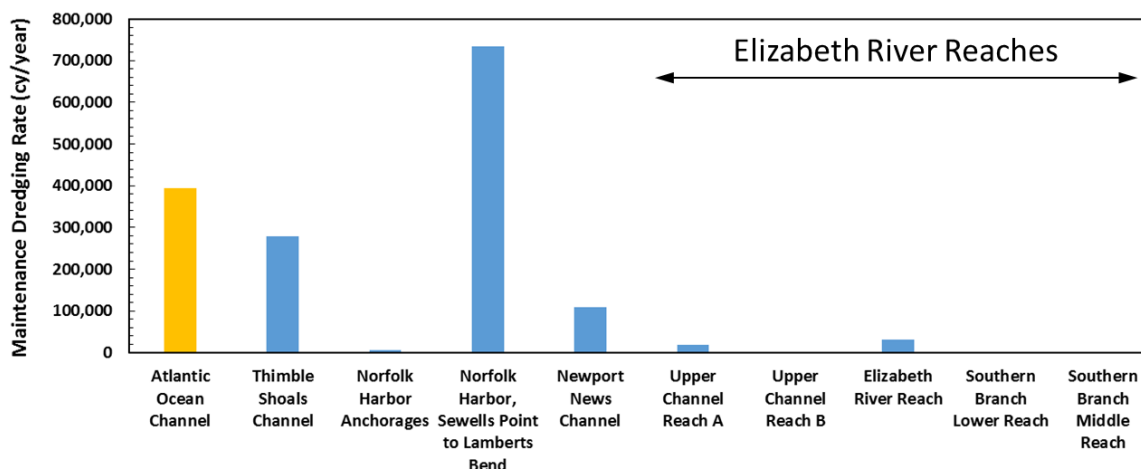 Maintenance Dredging Rate (cy/year)
800,000
700,000
600,000
500,000
400,000
300,000
200,000
100,000
0
Elizabeth River Reaches
Atlantic
Ocean
Channel
Thimble
Shoals
Channel
Norfolk
Harbor
Anchorages
Norfolk
Harbor,
Sewells Point
to Lamberts
Bend
Newport
News
Channel
Upper
Channel
Reach A
Upper
Channel
Reach B
Elizabeth
River Reach
Southern
Branch
Lower Reach
Southern
Branch
Middle
Reach